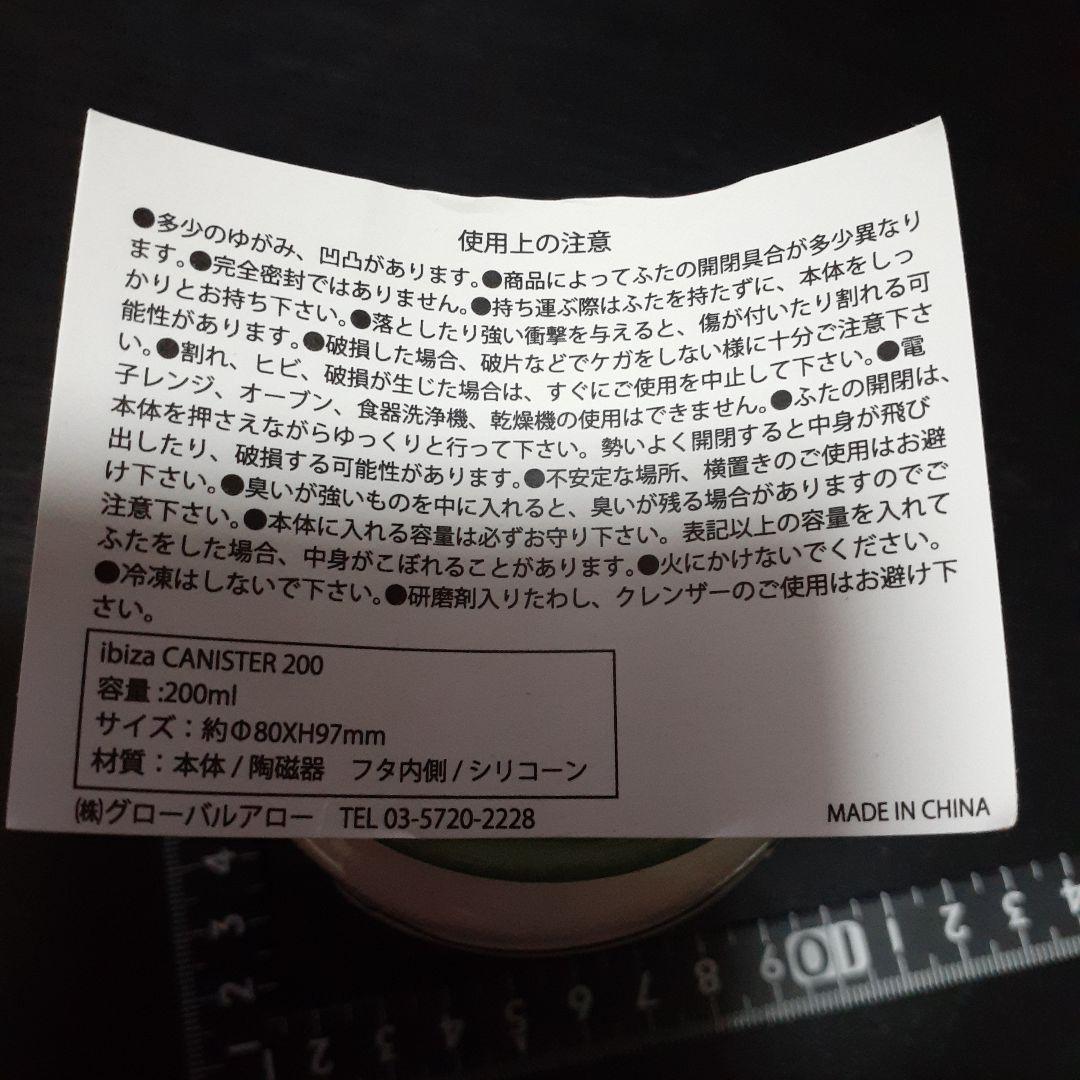 使用上の注意
●多少のゆがみ、凹凸があります。●商品によってふたの開閉具合が多少異なり
ます。●完全密封ではありません。●持ち運ぶ際はふたを持たずに、本体をしっ
かりとお持ち下さい。●落としたり強い衝撃を与えると、傷が付いたり割れる可
能性があります。●破損した場合、破片などでケガをしない様に十分ご注意下さ
い。●割れ、ヒビ、破損が生じた場合は、すぐにご使用を中止して下さい。●電
子レンジ、オーブン、食器洗浄機、乾燥機の使用はできません。●ふたの開閉は、
本体を押さえながらゆっくりと行って下さい。勢いよく開閉すると中身が飛び
出したり、破損する可能性があります。●不安定な場所、横置きのご使用はお避
け下さい。●臭いが強いものを中に入れると、臭いが残る場合がありますのでご
注意下さい。●本体に入れる容量は必ずお守り下さい。表記以上の容量を入れて
ふたをした場合、中身がこぼれることがあります。●火にかけないでください。
●冷凍はしないで下さい。●研磨剤入りたわし、クレンザーのご使用はお避け下
さい。
ibiza CANISTER 200
容量:200ml
サイズ：約Φ80XH97mm
材質：本体/陶磁器 フタ内側/シリコーン
㈱グローバルアロー TEL 03-5720-2228
MADE IN CHINA
4
3
2
1
2 3 4 5 6 7 8 9 10 1 2 3 4